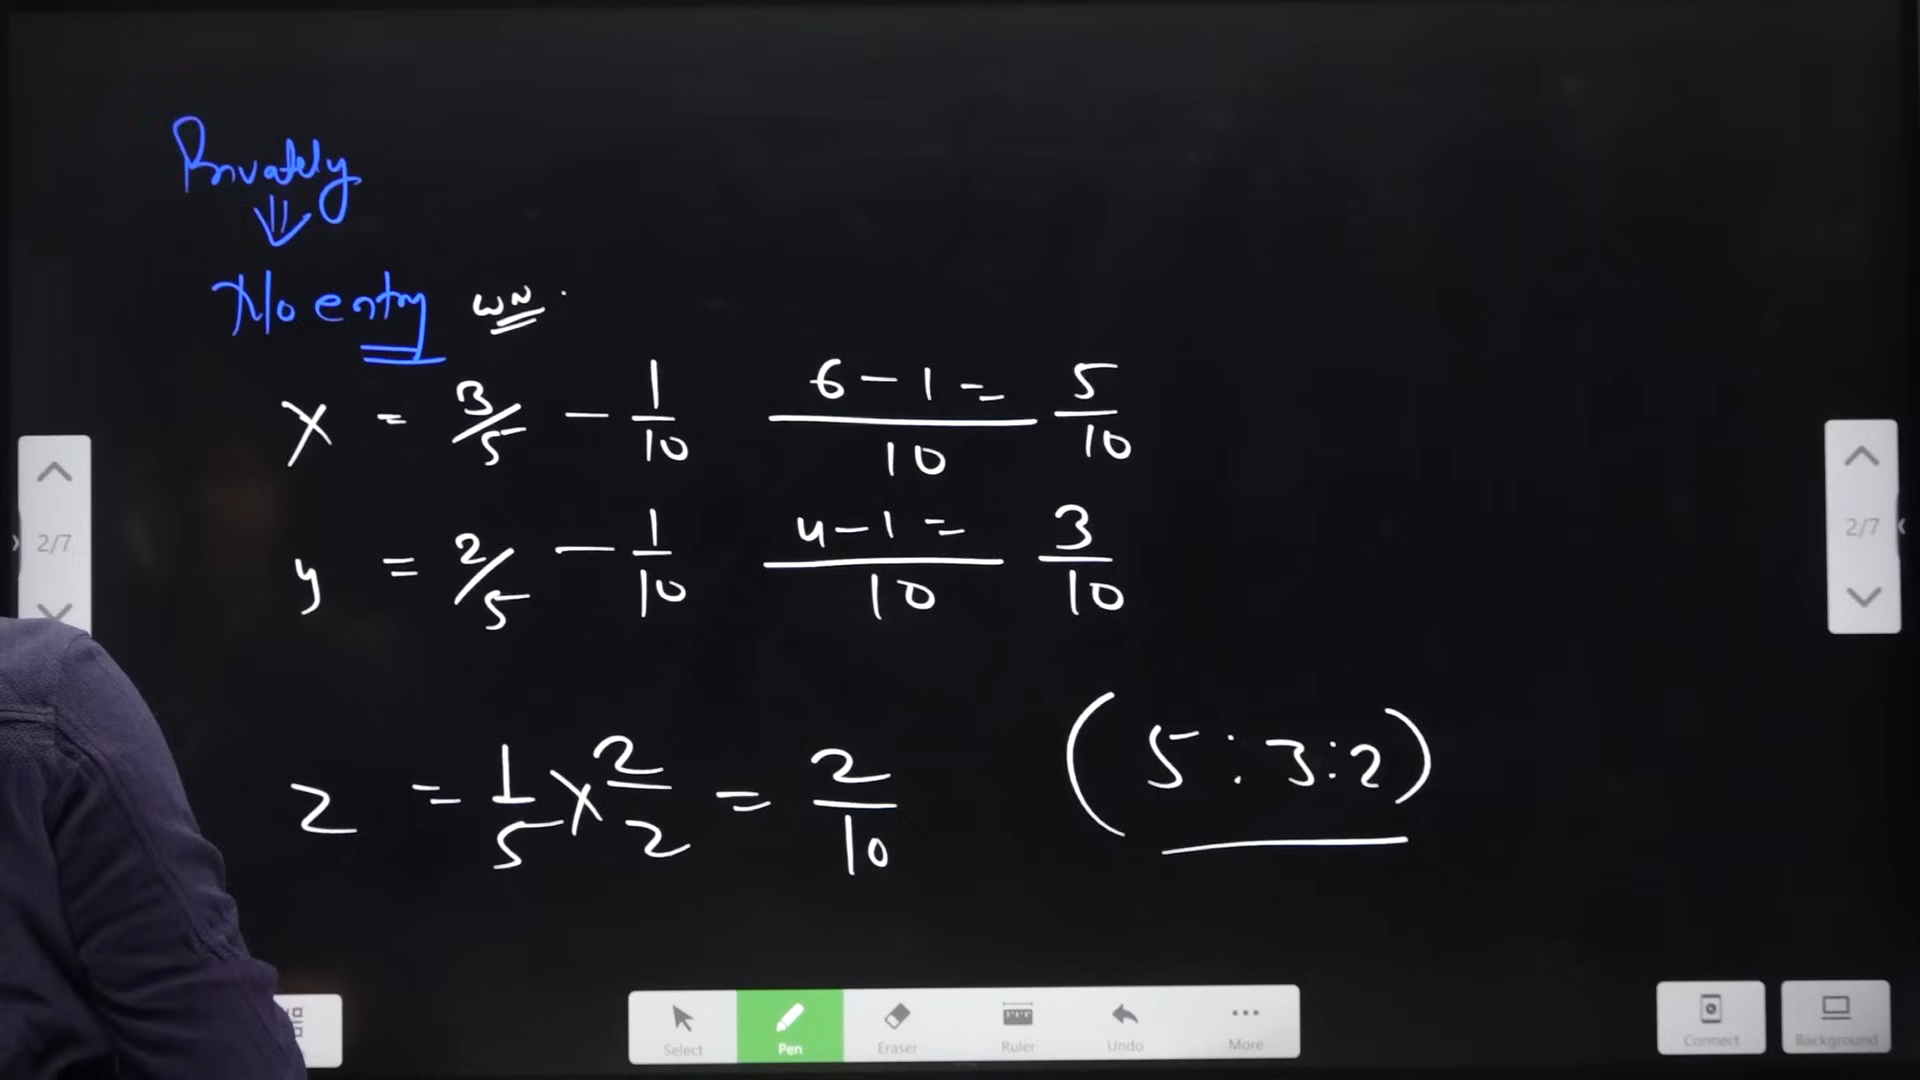 Privately
No entry WN.
X = 3/5 - 1/10 6-1=/10 5/10
y = 2/5 - 1/10 4-1=/10 3/10
2/7
2/7
Z = 1/5 x 2/2 = 2/10 (5:3:2)
Select Pen Eraser Ruler Undo More Connect Background